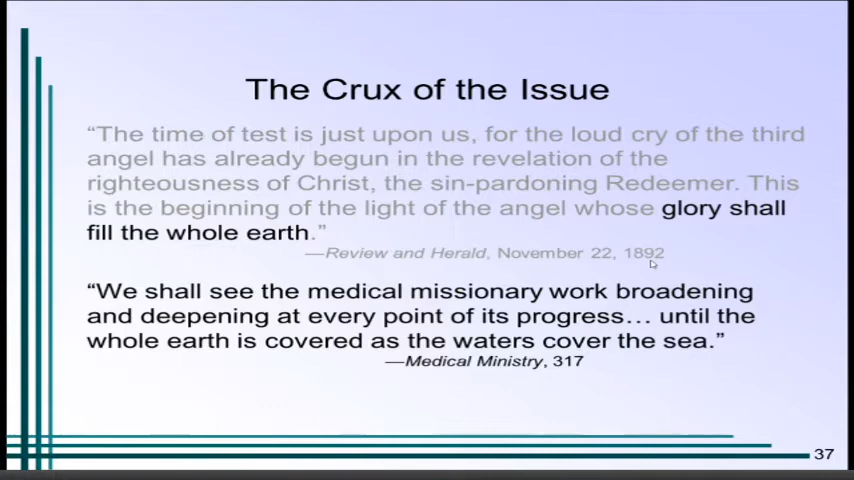 The Crux of the Issue
“The time of test is just upon us, for the loud cry of the third
angel has already begun in the revelation of the
righteousness of Christ, the sin-pardoning Redeemer. This
is the beginning of the light of the angel whose glory shall
fill the whole earth.”
—Review and Herald, November 22, 1892
“We shall see the medical missionary work broadening
and deepening at every point of its progress… until the
whole earth is covered as the waters cover the sea.”
—Medical Ministry, 317
37